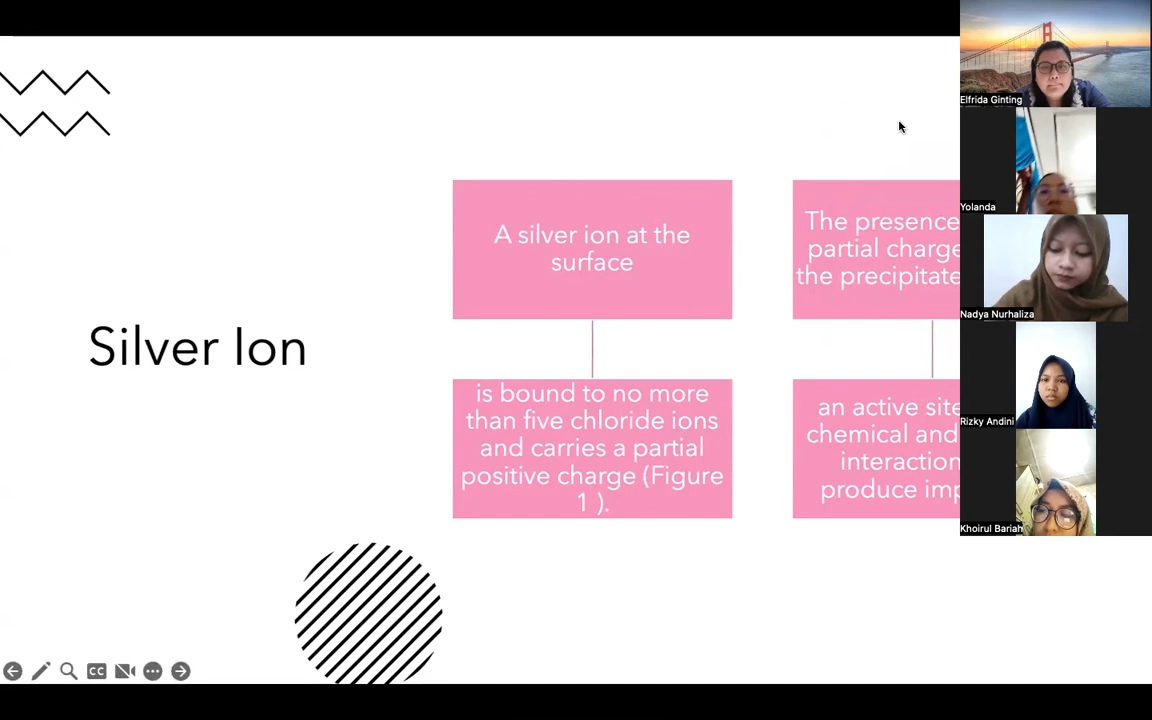 Silver Ion
A silver ion at the
surface
is bound to no more
than five chloride ions
and carries a partial
positive charge (Figure
1 ).
The presence
partial charge
the precipitate
an active site
chemical and
interaction
produce imp
CC
Elfrida Ginting
Yolanda
Nadya Nurhaliza
Rizky Andini
Khoirul Bariah